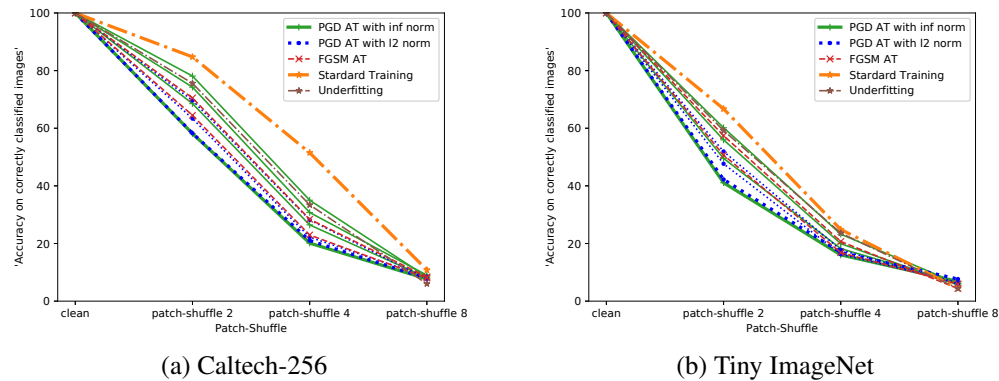 100
80
60
40
20
0
'Accuracy on correctly classified images'
PGD AT with inf norm
PGD AT with l2 norm
FGSM AT
Stardard Training
Underfitting
clean
patch-shuffle 2
patch-shuffle 4
patch-shuffle 8
Patch-Shuffle
(a) Caltech-256
100
80
60
40
20
0
'Accuracy on correctly classified images'
PGD AT with inf norm
PGD AT with l2 norm
FGSM AT
Stardard Training
Underfitting
clean
patch-shuffle 2
patch-shuffle 4
patch-shuffle 8
Patch-Shuffle
(b) Tiny ImageNet